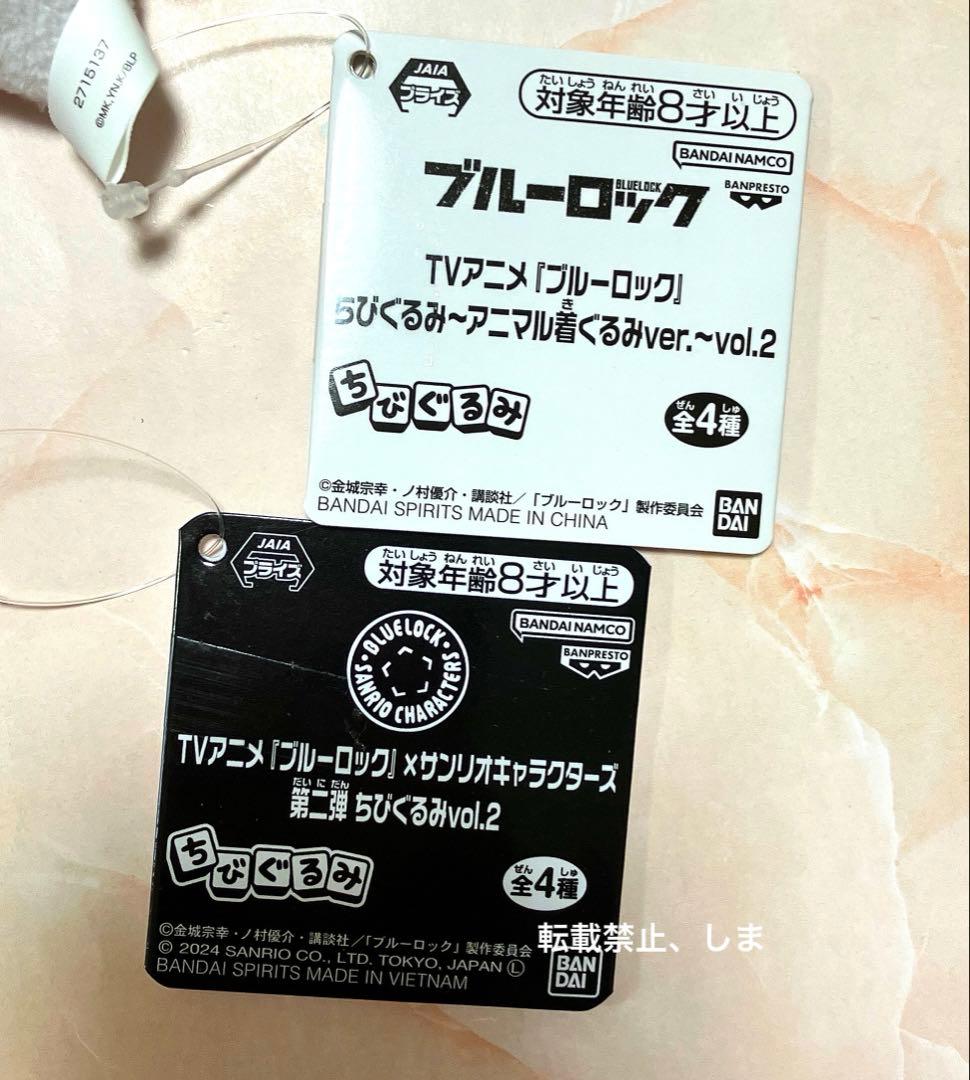 2715137
©MK,YN,K/BLP
JAIA
プライズ
たいしょうねんれい さいいじょう
対象年齢8才以上
BANDAI NAMCO
BANPRESTO
ブルーロック
BLUELOCK
TVアニメ『ブルーロック』
き
ちびぐるみ~アニマル着ぐるみver.~vol.2
ちびぐるみ
ぜん しゅ
全4種
©金城宗幸・ノ村優介・講談社/「ブルーロック」製作委員会
BANDAI SPIRITS MADE IN CHINA
BAN
DAI
JAIA
プライズ
たいしょうねんれい さいいじょう
対象年齢8才以上
BANDAI NAMCO
BANPRESTO
・BLUELOCK・
SANRIO CHARACTERS
TVアニメ『ブルーロック』×サンリオキャラクターズ
だいにだん
第二弾 ちびぐるみvol.2
ちびぐるみ
ぜん しゅ
全4種
©金城宗幸・ノ村優介・講談社/「ブルーロック」製作委員会
© 2024 SANRIO CO., LTD. TOKYO, JAPAN Ⓛ
BANDAI SPIRITS MADE IN VIETNAM
BAN
DAI
転載禁止、しま